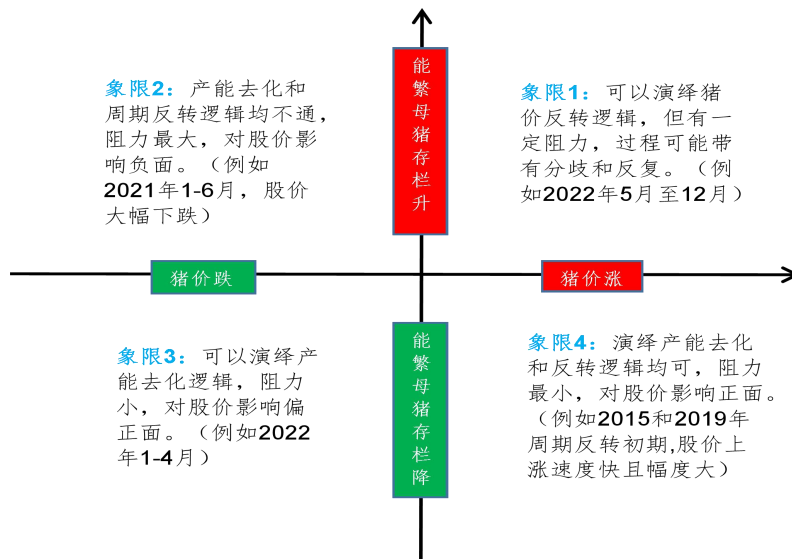 能繁母猪存栏升
象限2：产能去化和
周期反转逻辑均不通，
阻力最大，对股价影
响负面。（例如
2021年1-6月，股价
大幅下跌）
象限1：可以演绎猪
价反转逻辑，但有一
定阻力，过程可能带
有分歧和反复。（例
如2022年5月至12月）
猪价跌
猪价涨
象限3：可以演绎产
能去化逻辑，阻力
小，对股价影响偏
正面。（例如2022
年1-4月）
能繁母猪存栏降
象限4：演绎产能去化
和反转逻辑均可，阻力
最小，对股价影响正面。
（例如2015和2019年
周期反转初期,股价上
涨速度快且幅度大）